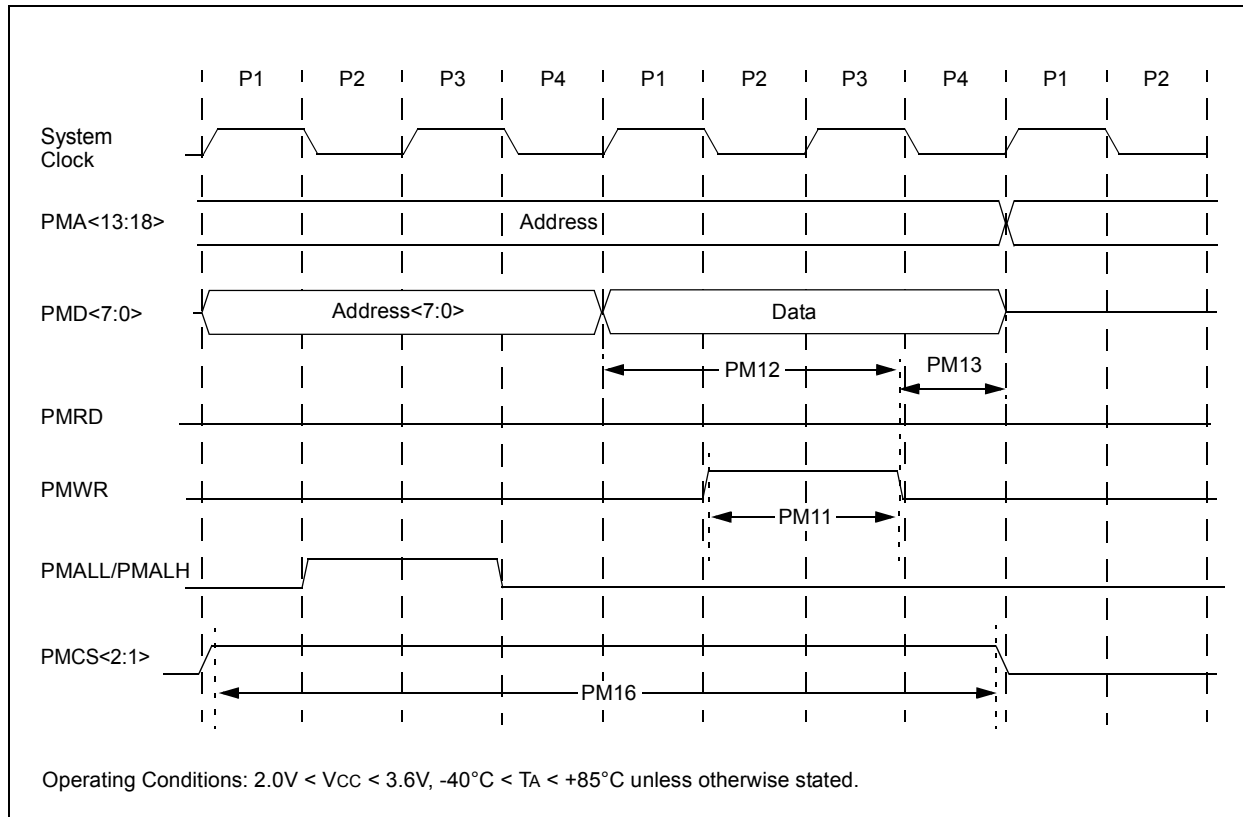 P1 P2 P3 P4 P1 P2 P3 P4 P1 P2
System
Clock
PMA<13:18>
Address
PMD<7:0>
Address<7:0>
Data
PM12
PM13
PMRD
PMWR
PM11
PMALL/PMALH
PMCS<2:1>
PM16
Operating Conditions: 2.0V < VCC < 3.6V, -40°C < TA < +85°C unless otherwise stated.